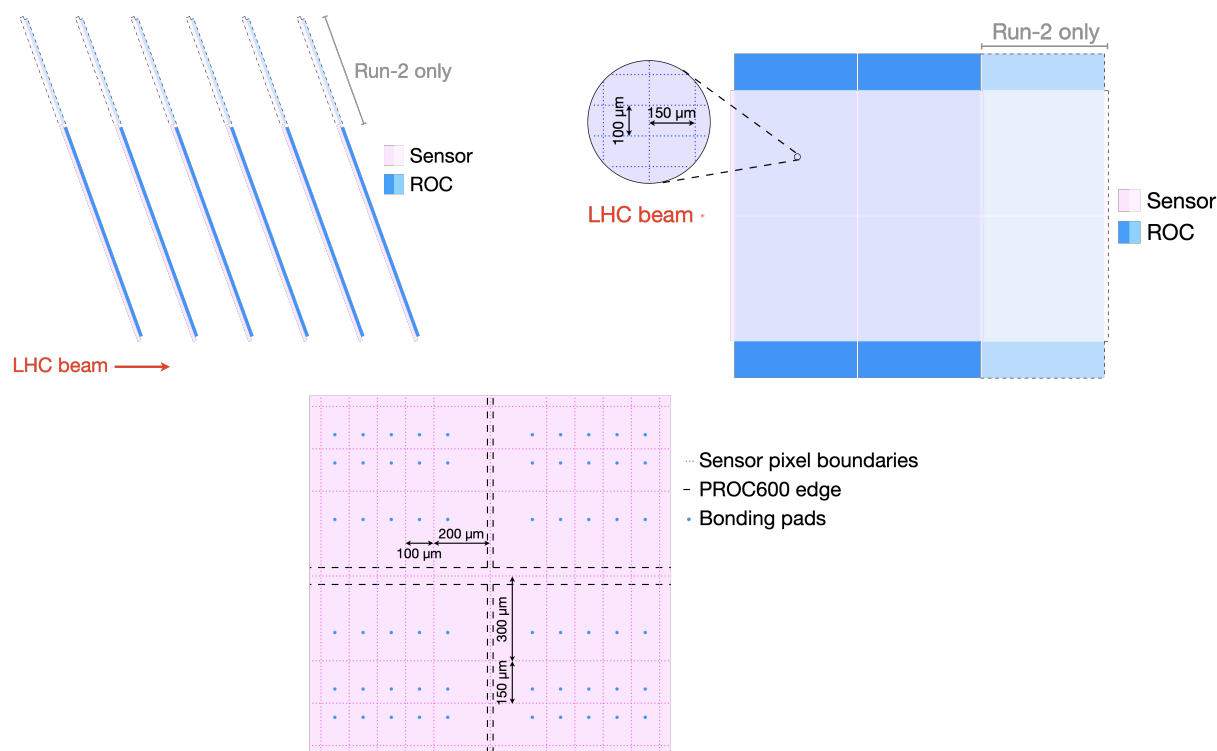 Run-2 only
Sensor
ROC
LHC beam
Run-2 only
100 µm
150 µm
LHC beam
Sensor
ROC
Sensor pixel boundaries
PROC600 edge
Bonding pads
200 µm
100 µm
300 µm
150 µm